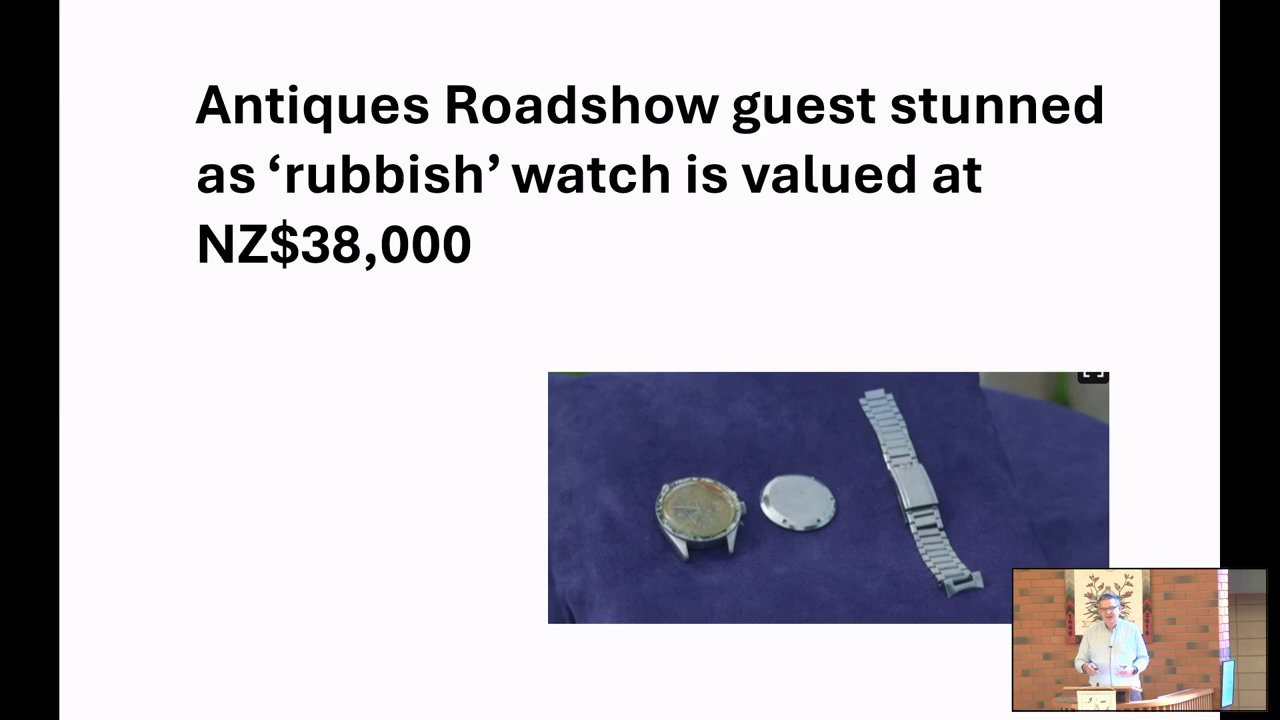 Antiques Roadshow guest stunned
as ‘rubbish’ watch is valued at
NZ$38,000